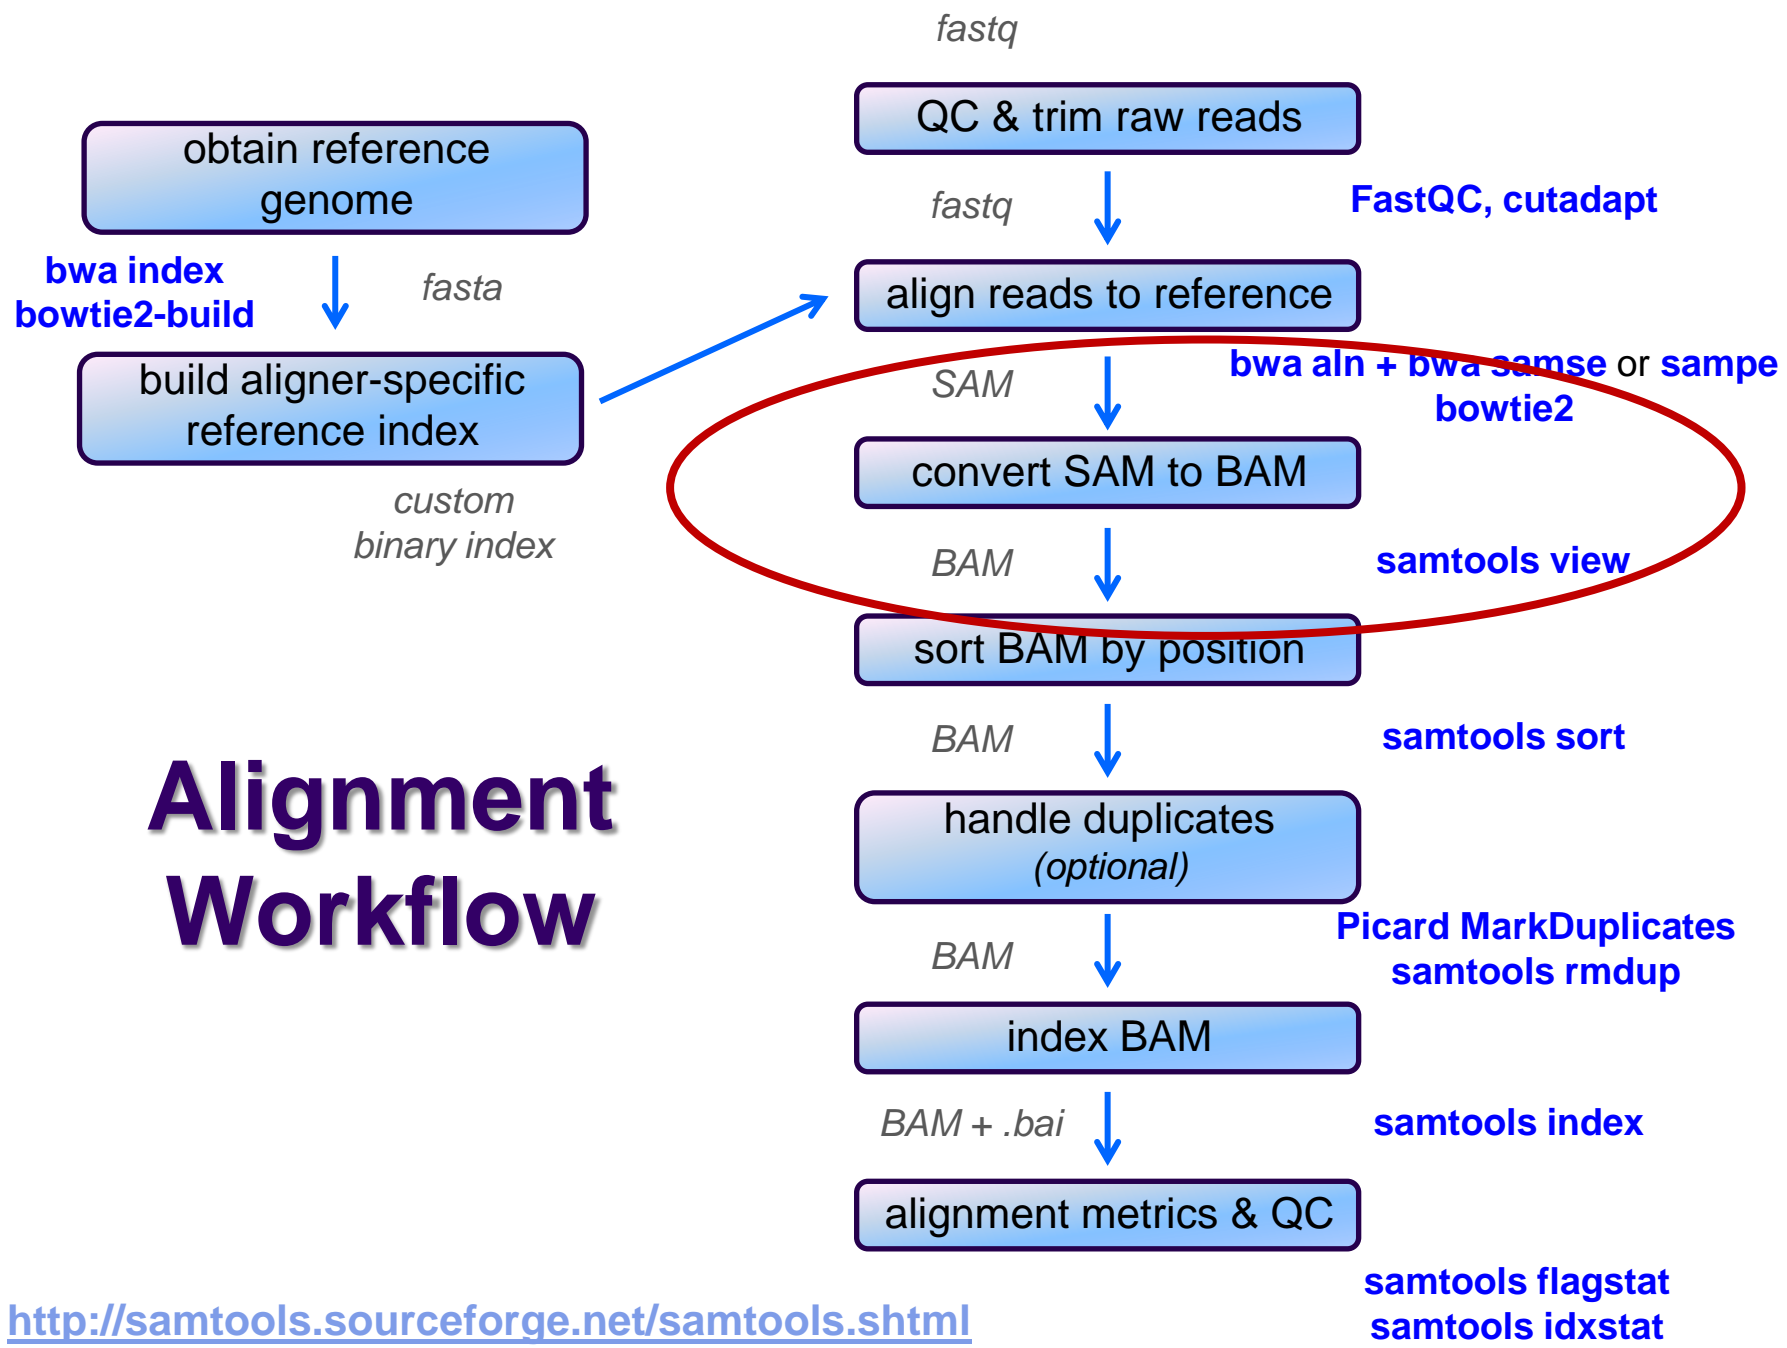 fastq
QC & trim raw reads
fastq
FastQC, cutadapt
obtain reference
genome
bwa index
bowtie2-build
fasta
build aligner-specific
reference index
custom
binary index
align reads to reference
SAM
bwa aln + bwa samse or sampe
bowtie2
convert SAM to BAM
BAM
samtools view
sort BAM by position
BAM
samtools sort
handle duplicates
(optional)
BAM
Picard MarkDuplicates
samtools rmdup
index BAM
BAM + .bai
samtools index
alignment metrics & QC
samtools flagstat
samtools idxstat
Alignment
Workflow
http://samtools.sourceforge.net/samtools.shtml